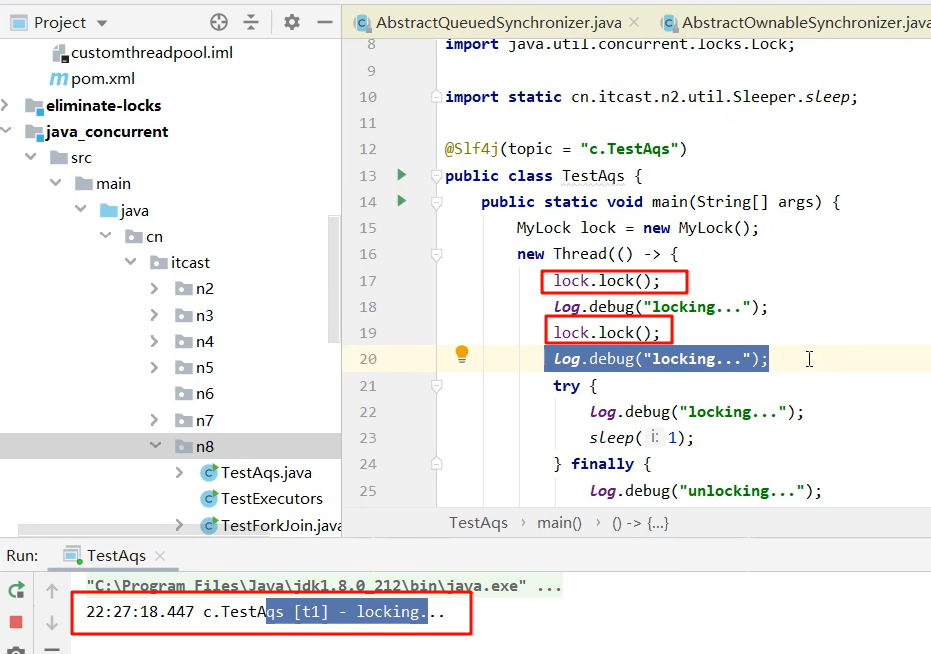 Project
customthreadpool.iml
pom.xml
eliminate-locks
java_concurrent
src
main
java
cn
itcast
n2
n3
n4
n5
n6
n7
n8
TestAqs.java
TestExecutors
TestForkJoin.java
AbstractQueuedSynchronizer.java
AbstractOwnableSynchronizer.java
8 import java.util.concurrent.locks.Lock;
9
10 import static cn.itcast.n2.util.Sleeper.sleep;
11
12 @Slf4j(topic = "c.TestAqs")
13 public class TestAqs {
14 public static void main(String[] args) {
15 MyLock lock = new MyLock();
16 new Thread(() -> {
17 lock.lock();
18 log.debug("locking...");
19 lock.lock();
20 log.debug("locking...");
21 try {
22 log.debug("locking...");
23 sleep( i: 1);
24 } finally {
25 log.debug("unlocking...");
TestAqs › main() › () -> {...}
Run: TestAqs
"C:\Program Files\Java\jdk1.8.0_212\bin\java.exe" ...
22:27:18.447 c.TestAqs [t1] - locking...